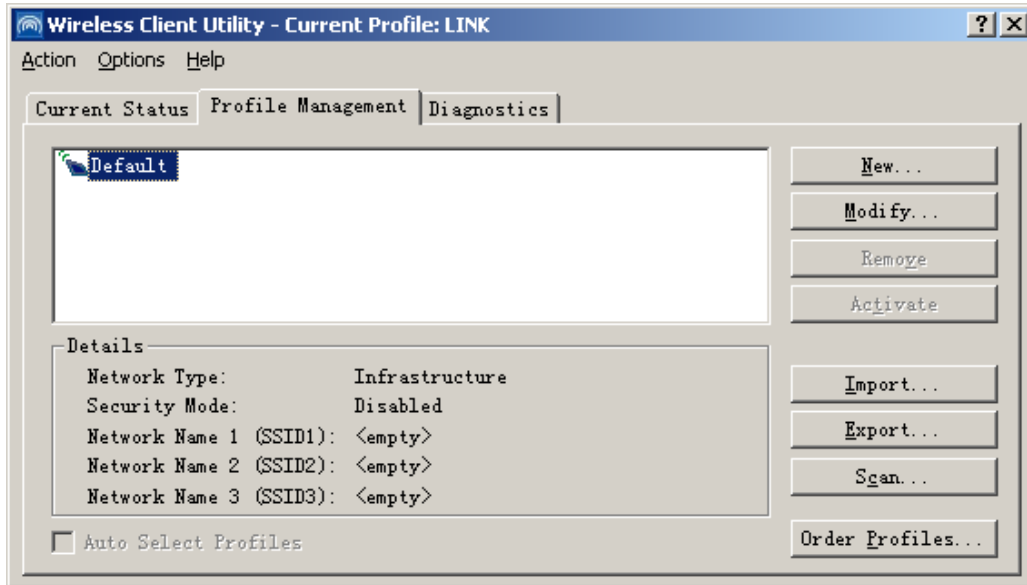 Wireless Client Utility - Current Profile: LINK
Action Options Help
Current Status Profile Management Diagnostics
Default
New...
Modify...
Remove
Activate
Details
Network Type: Infrastructure
Security Mode: Disabled
Network Name 1 (SSID1): <empty>
Network Name 2 (SSID2): <empty>
Network Name 3 (SSID3): <empty>
Import...
Export...
Scan...
Auto Select Profiles
Order Profiles...